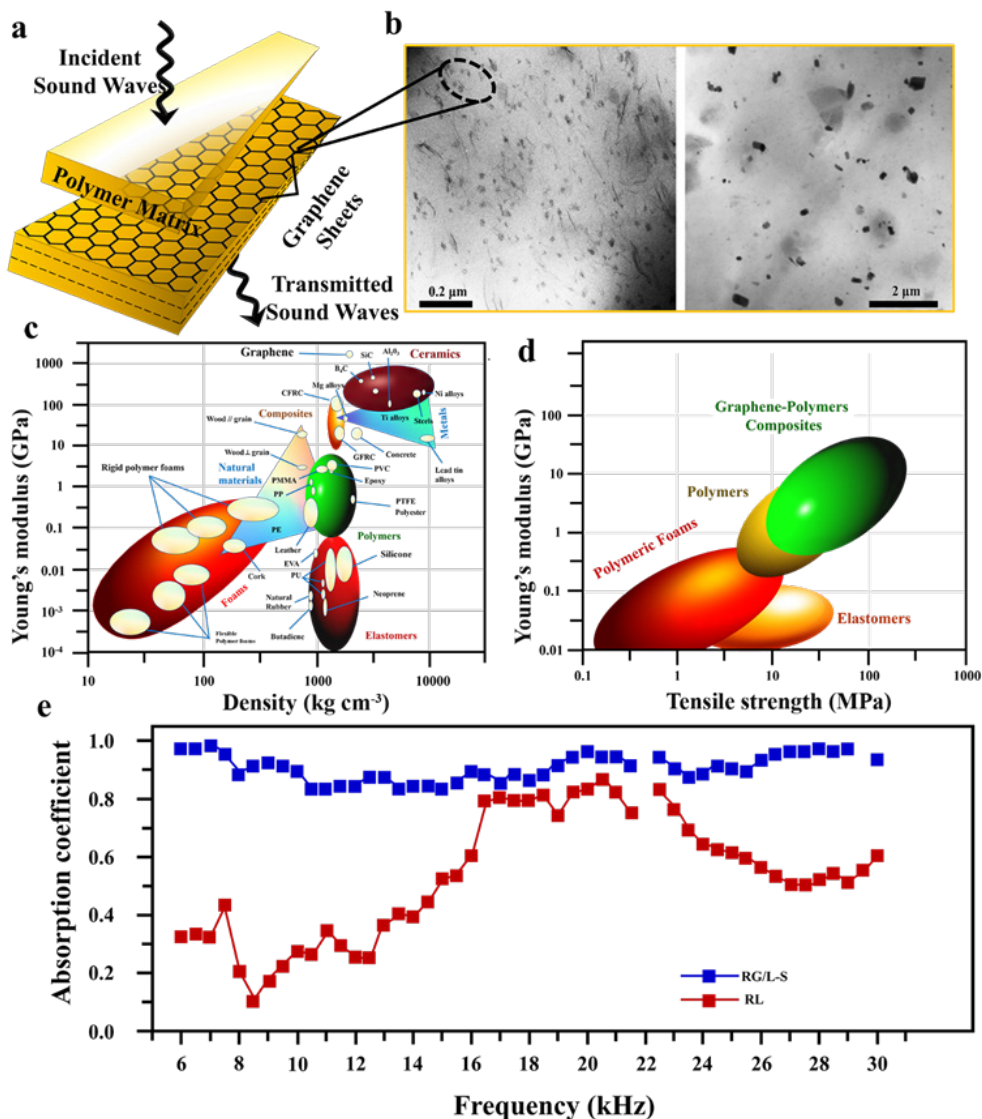 a
Incident
Sound Waves
Polymer Matrix
Graphene
Sheets
Transmitted
Sound Waves
b
0.2 µm
2 µm
c
Young's modulus (GPa)
1000
100
10
1
0.1
0.01
10⁻³
10⁻⁴
10
100
1000
10000
Density (kg cm⁻³)
Graphene
SiC
Al₂0₃
Ceramics
B₄C
Mg alloys
CFRC
Ni alloys
Composites
Ti alloys
Steels
Metals
Wood // grain
GFRC
Concrete
Lead tin
alloys
Wood⊥grain
Rigid polymer foams
Natural
materials
PMMA
PVC
Epoxy
PP
PTFE
Polyester
PE
Leather
Polymers
Cork
EVA
Silicone
PU
Foams
Natural
Rubber
Neoprene
Flexible
Polymer foams
Butadiene
Elastomers
d
Young's modulus (GPa)
100
10
1
0.1
0.01
0.1
1
10
100
1000
Tensile strength (MPa)
Graphene-Polymers
Composites
Polymers
Polymeric Foams
Elastomers
e
Absorption coefficient
1.0
0.8
0.6
0.4
0.2
0.0
RG/L-S
RL
6 8 10 12 14 16 18 20 22 24 26 28 30
Frequency (kHz)